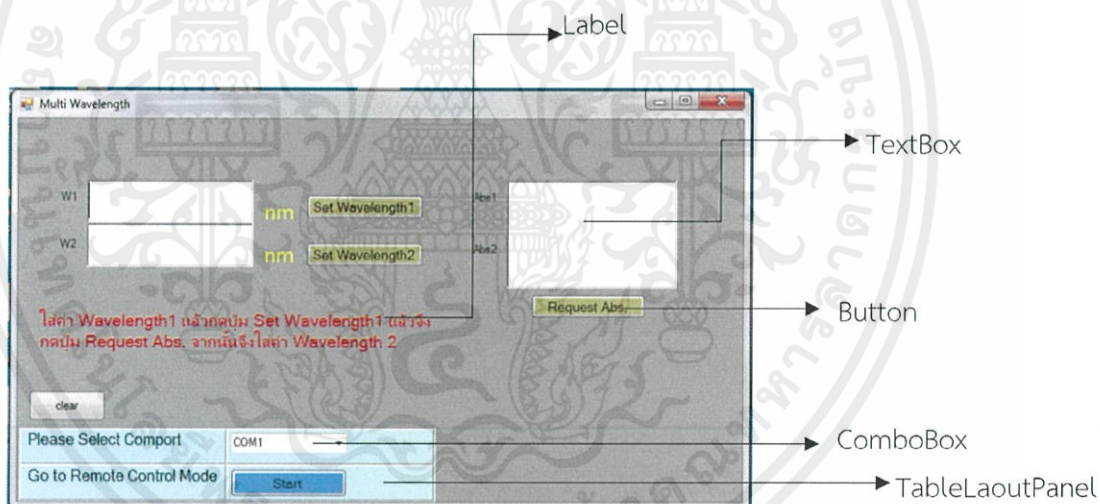 Label
Multi Wavelength
TextBox
W1
nm
Set Wavelength1
Abs1
W2
nm
Set Wavelength2
Abs2
Request Abs.
Button
ใส่ค่า Wavelength1 แล้วกดปุ่ม Set Wavelength1 แล้วจึง
กดปุ่ม Request Abs. จากนั้นจึงใส่ค่า Wavelength 2
clear
Please Select Comport
COM1
ComboBox
Go to Remote Control Mode
Start
TableLaoutPanel